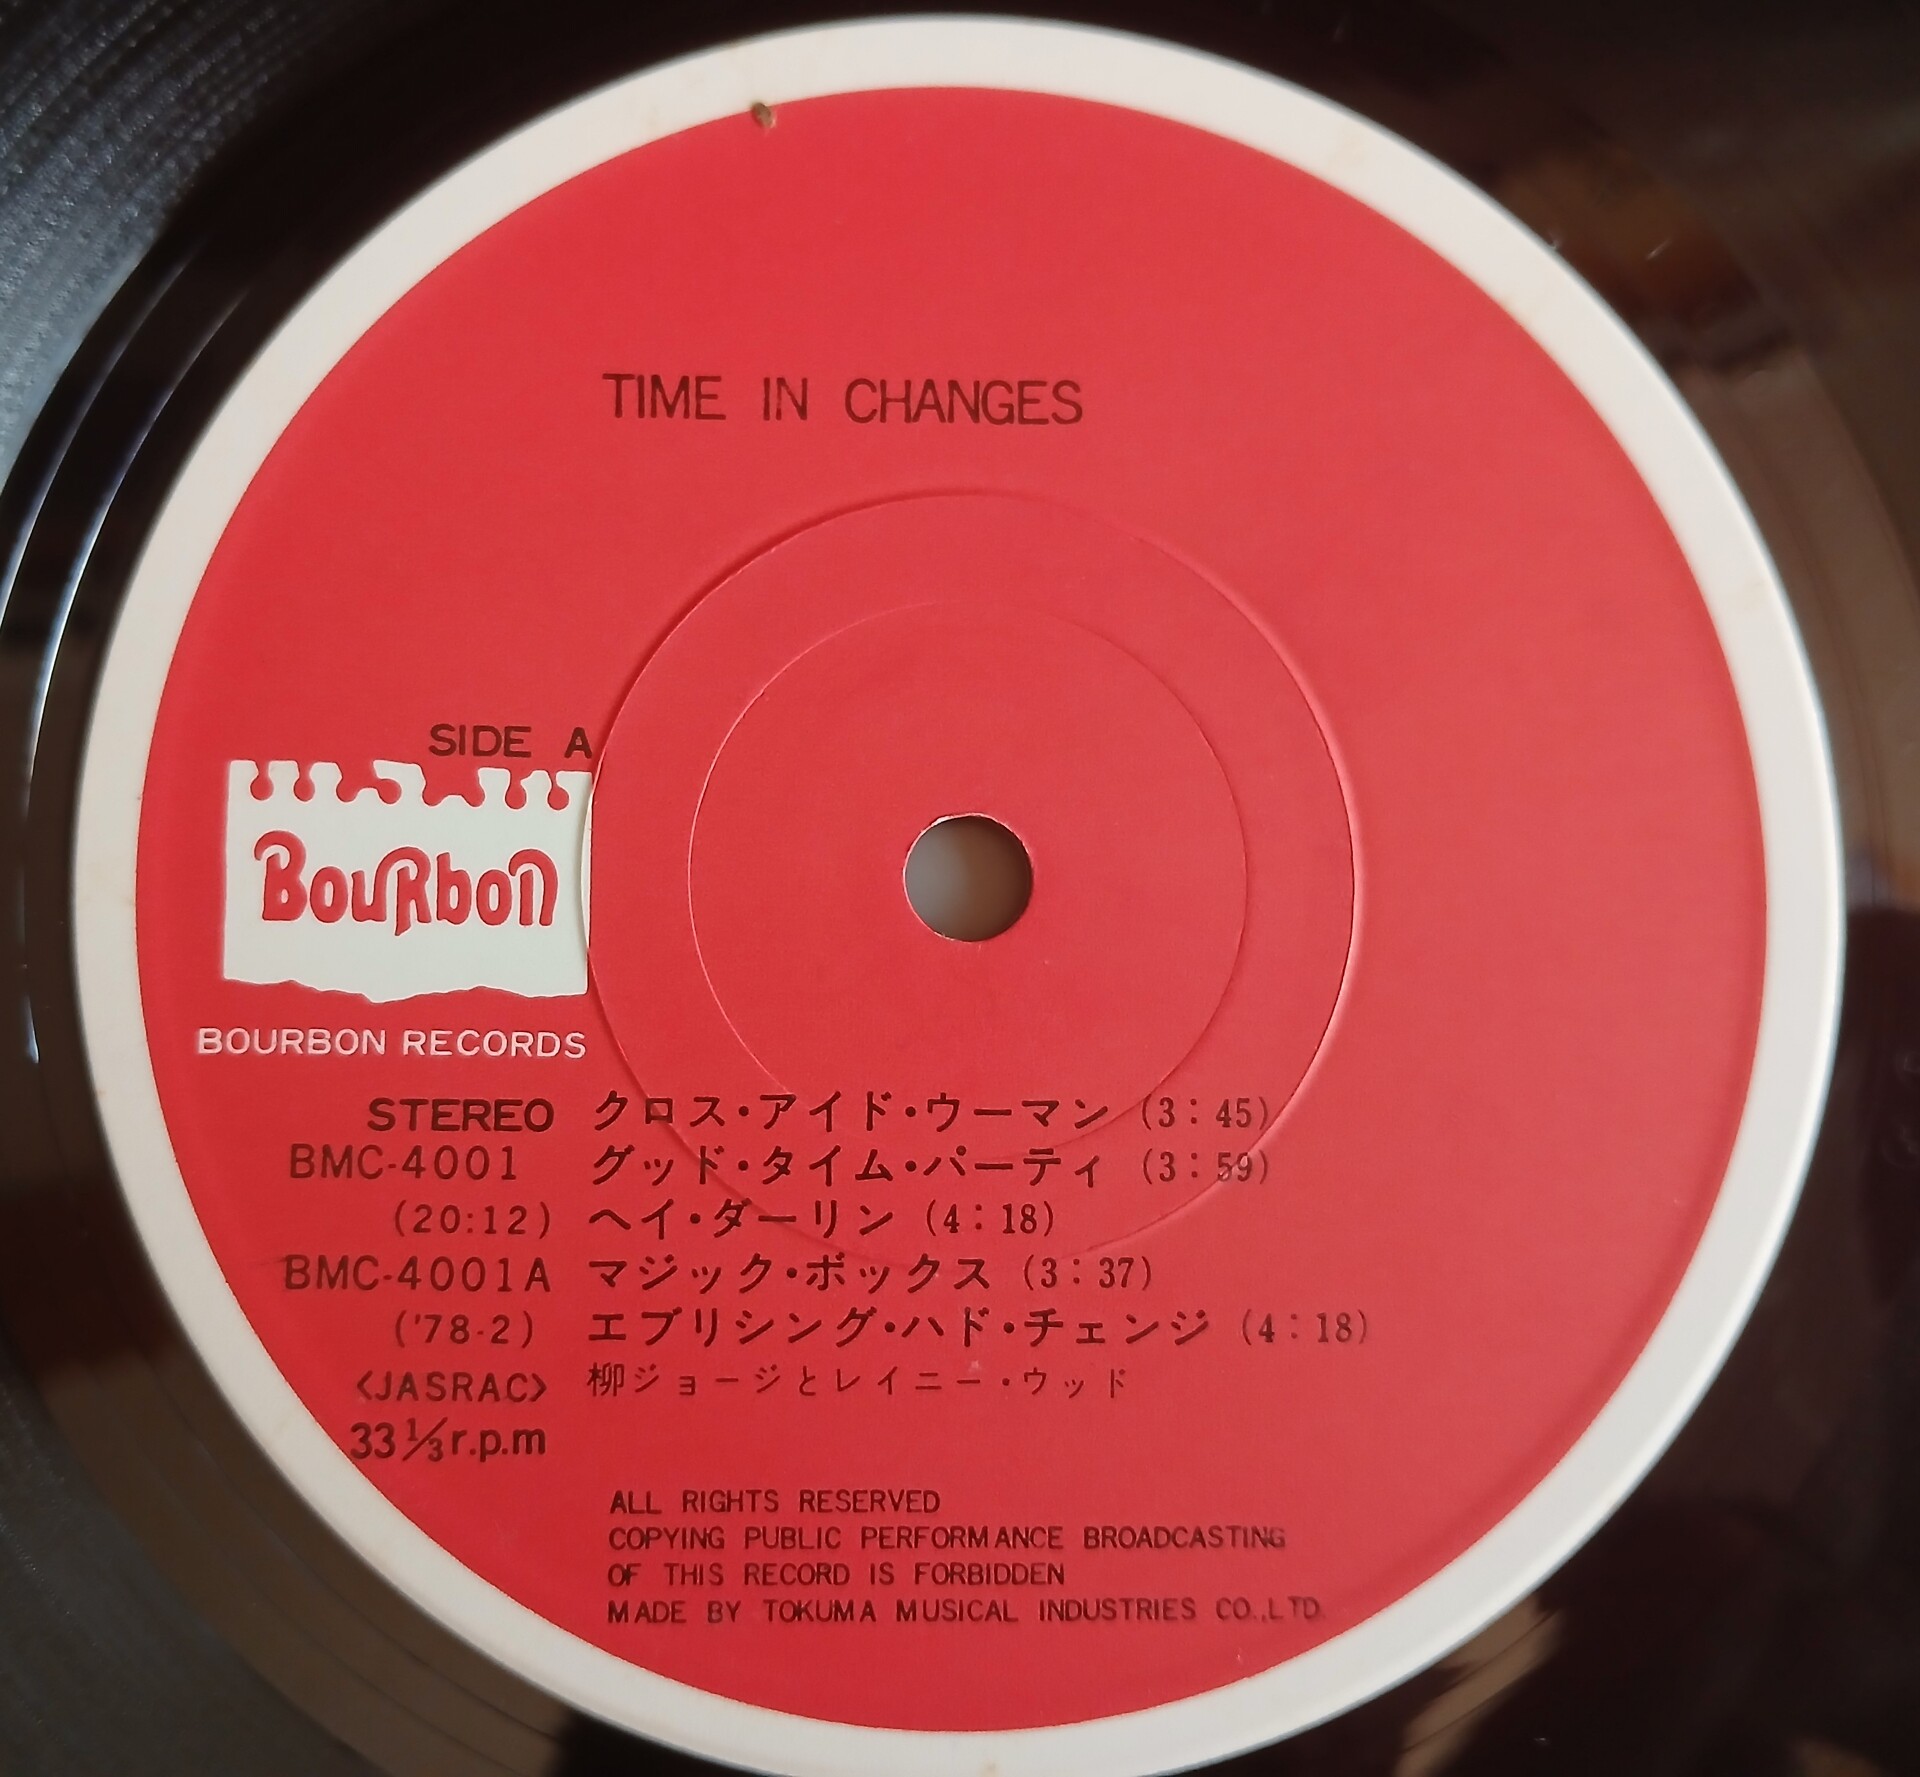 TIME IN CHANGES
SIDE A
Bourbon
BOURBON RECORDS
STEREO クロス・アイド・ウーマン (3：45)
BMC-4001 グッド・タイム・パーティ (3：59)
(20:12) ヘイ・ダーリン (4：18)
BMC-4001A マジック・ボックス (3：37)
('78-2) エブリシング・ハド・チェンジ (4：18)
<JASRAC> 柳ジョージとレイニー・ウッド
33⅓r.p.m
ALL RIGHTS RESERVED
COPYING PUBLIC PERFORMANCE BROADCASTING
OF THIS RECORD IS FORBIDDEN
MADE BY TOKUMA MUSICAL INDUSTRIES CO.,LTD.